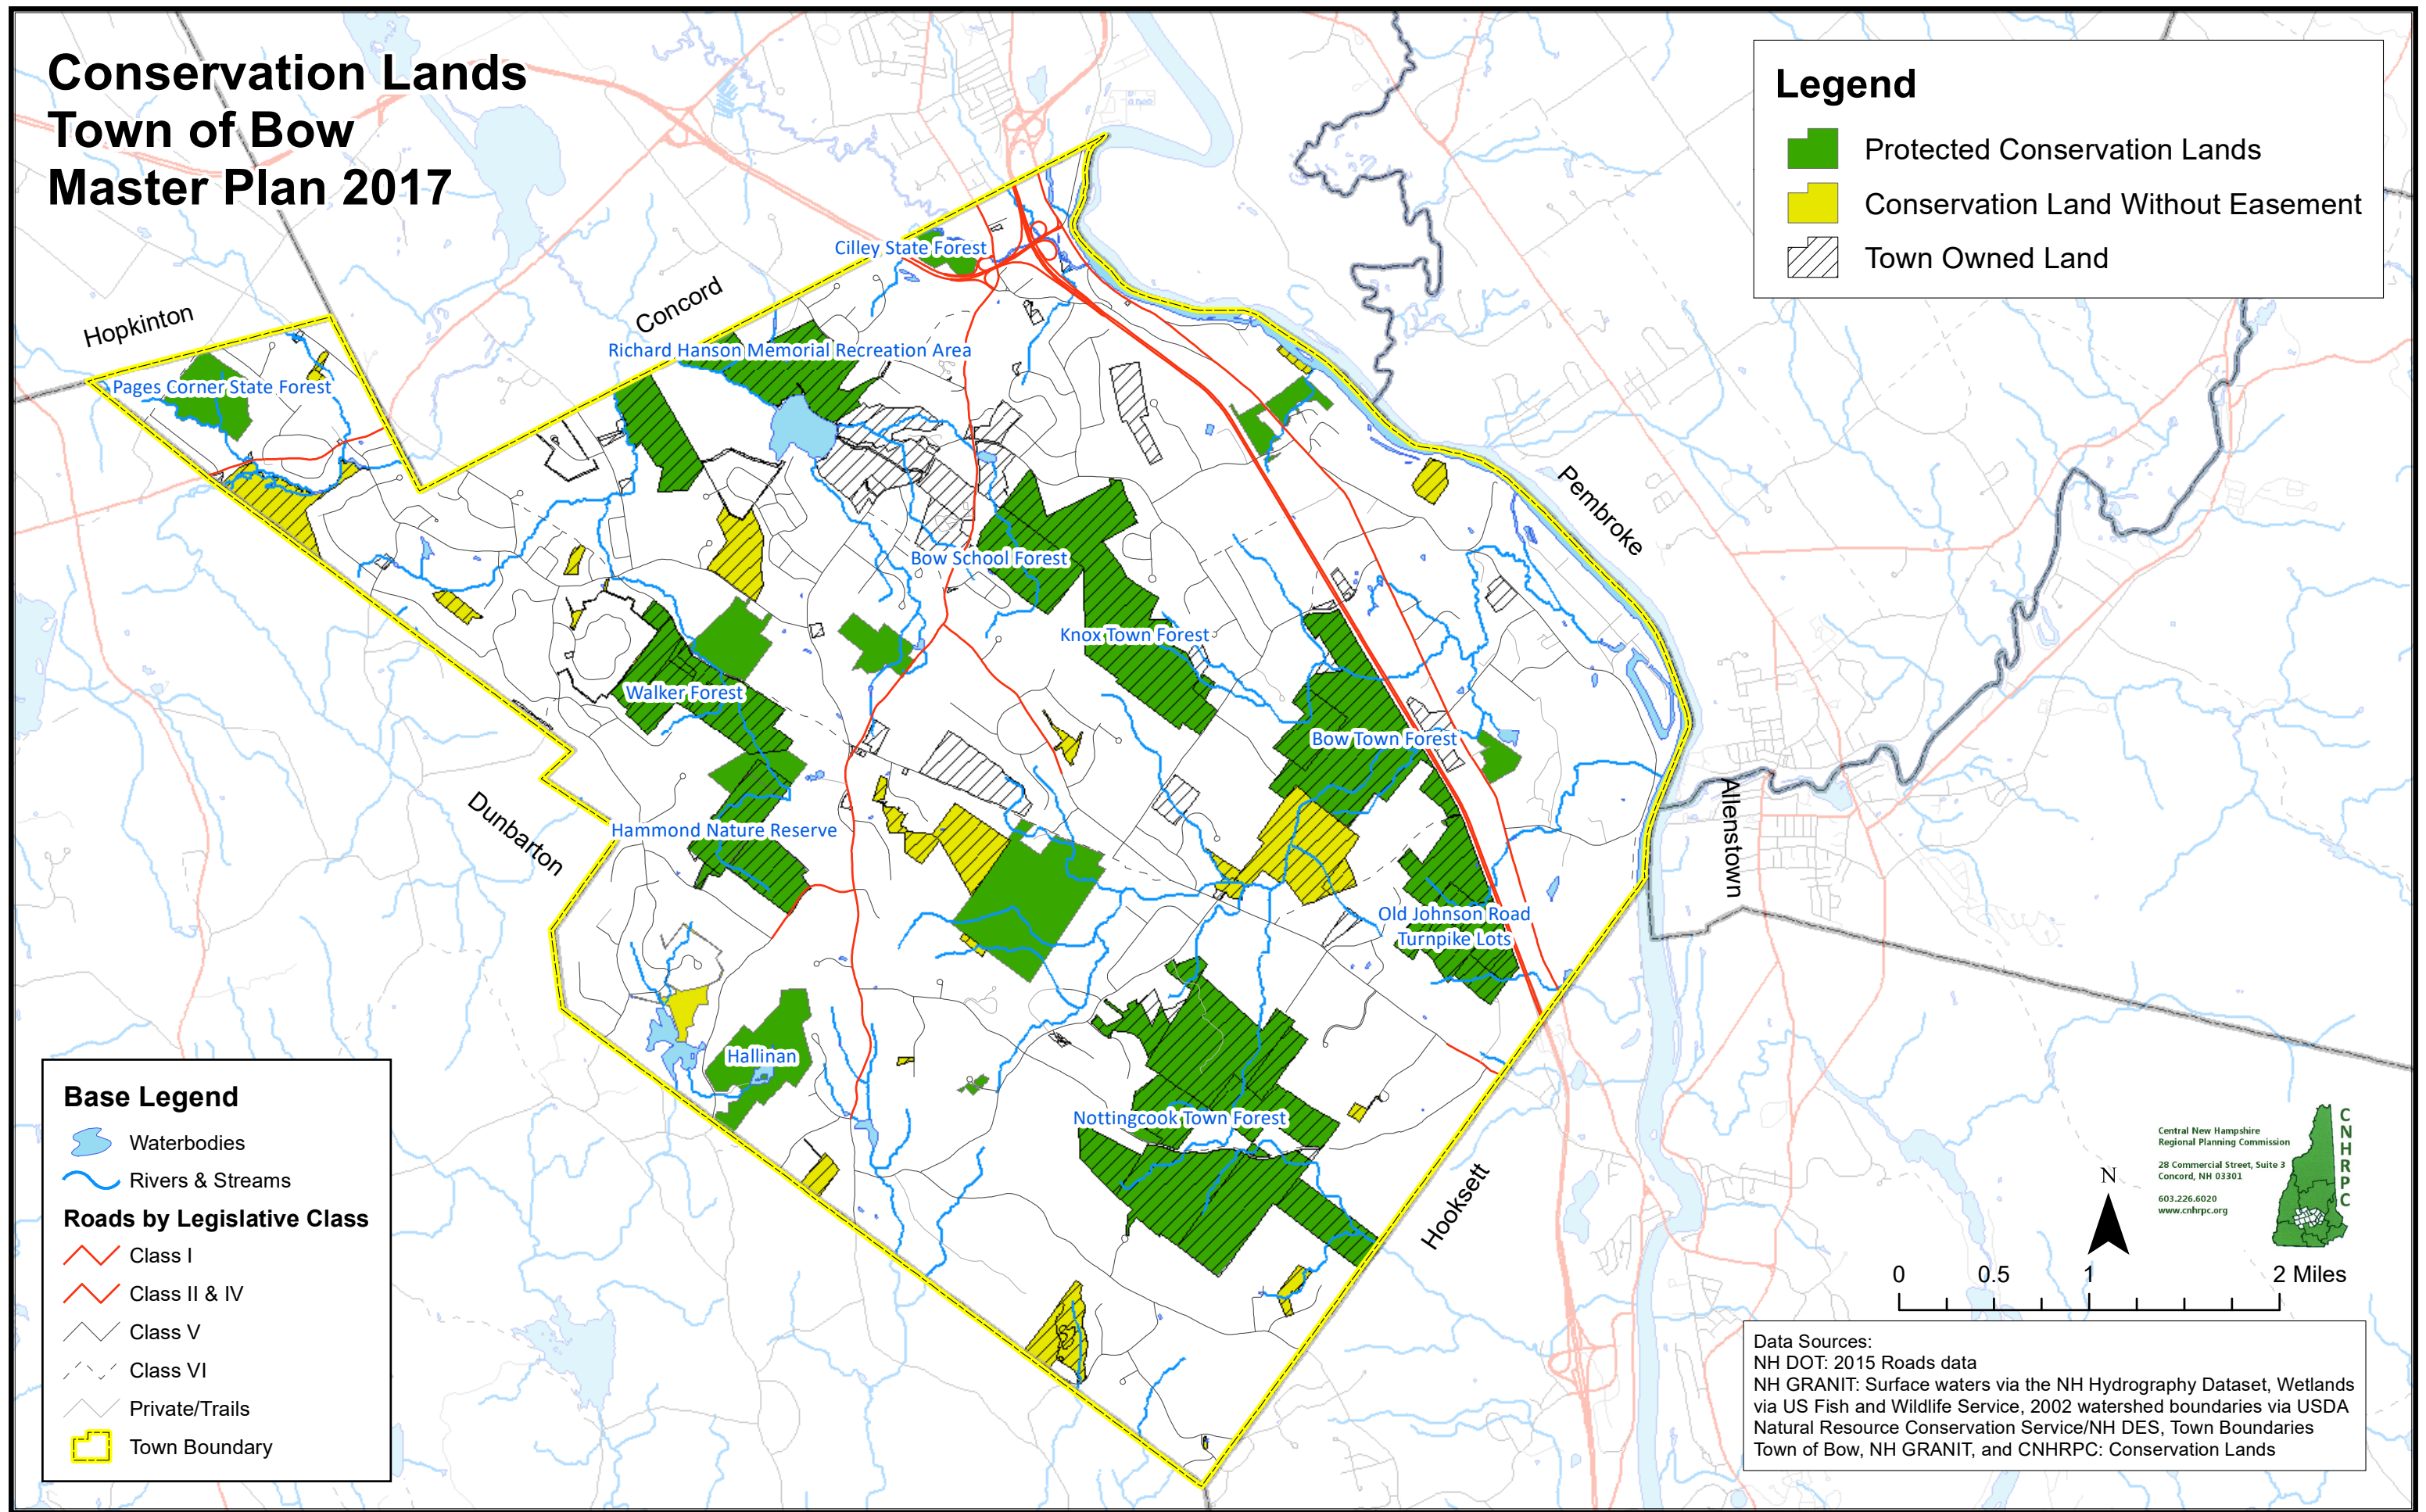 Conservation Lands
Town of Bow
Master Plan 2017
Legend
Protected Conservation Lands
Conservation Land Without Easement
Town Owned Land
Cilley State Forest
Concord
Hopkinton
Richard Hanson Memorial Recreation Area
Pages Corner State Forest
Pembroke
Bow School Forest
Knox Town Forest
Walker Forest
Bow Town Forest
Allenstown
Dunbarton
Hammond Nature Reserve
Old Johnson Road
Turnpike Lots
Hallinan
Nottingcook Town Forest
Hooksett
Base Legend
Waterbodies
Rivers & Streams
Roads by Legislative Class
Class I
Class II & IV
Class V
Class VI
Private/Trails
Town Boundary
Central New Hampshire
Regional Planning Commission
28 Commercial Street, Suite 3
Concord, NH 03301
603.226.6020
www.cnhrpc.org
CNHRPC
N
0 0.5 1 2 Miles
Data Sources:
NH DOT: 2015 Roads data
NH GRANIT: Surface waters via the NH Hydrography Dataset, Wetlands
via US Fish and Wildlife Service, 2002 watershed boundaries via USDA
Natural Resource Conservation Service/NH DES, Town Boundaries
Town of Bow, NH GRANIT, and CNHRPC: Conservation Lands